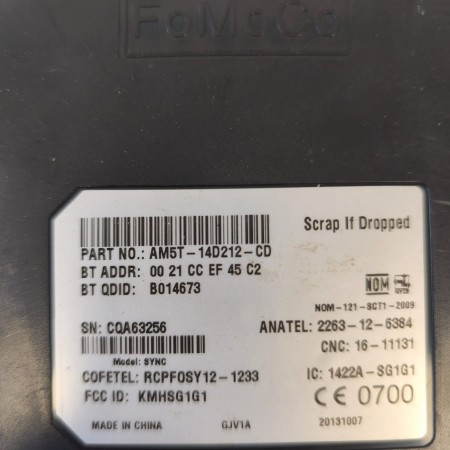 FoMoCo
Scrap If Dropped
PART NO.: AM5T-14D212-CD
BT ADDR: 00 21 CC EF 45 C2
BT QDID: B014673
NOM
NOM-121-SCT1-2009
SN: CQA63256
ANATEL: 2263-12-6384
CNC: 16-11131
Model: SYNC
COFETEL: RCPFOSY12-1233
IC: 1422A-SG1G1
FCC ID: KMHSG1G1
CE 0700
MADE IN CHINA
GJV1A
20131007